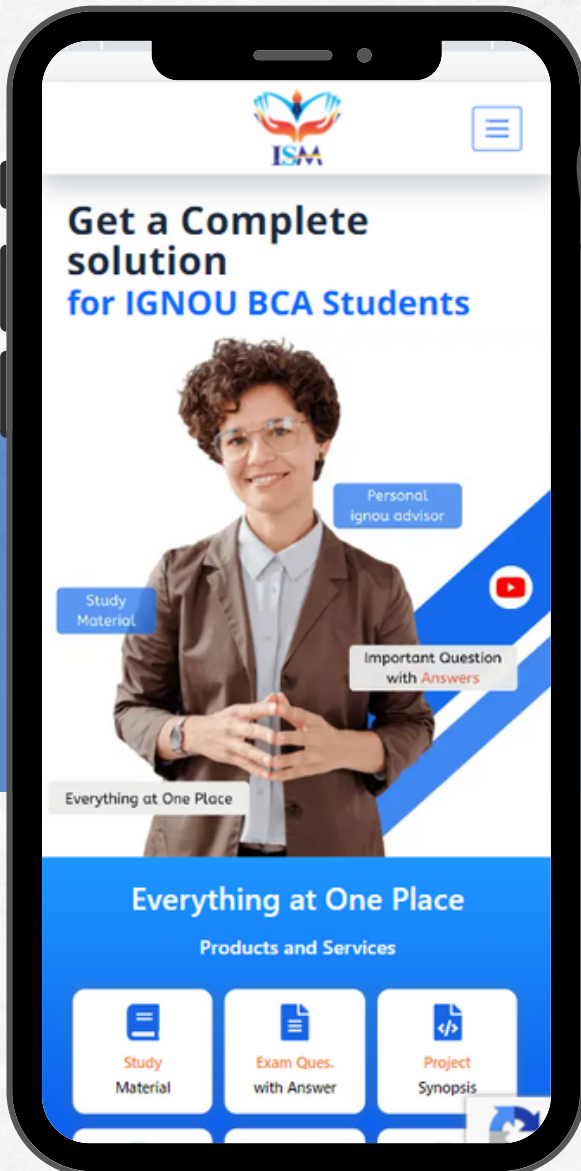 ISM
Get a Complete
solution
for IGNOU BCA Students
Personal
ignou advisor
Study
Material
Important Question
with Answers
Everything at One Place
Everything at One Place
Products and Services
Study
Material
Exam Ques.
with Answer
Project
Synopsis